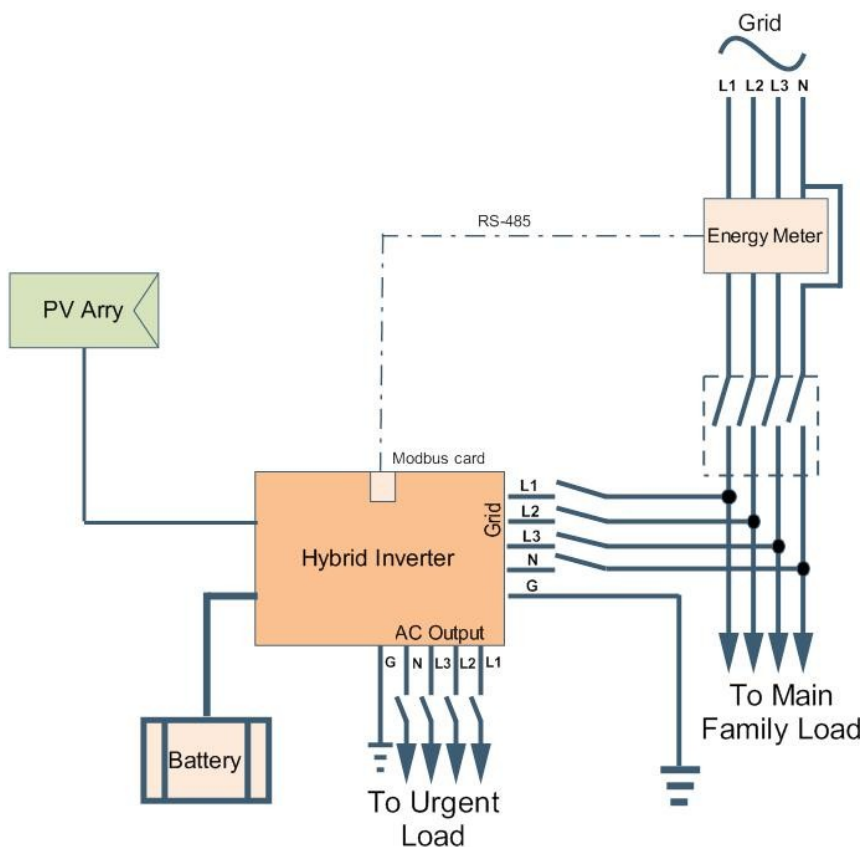 Grid
L1 L2 L3 N
RS-485
Energy Meter
PV Arry
Modbus card
L1
L2
L3
N
G
Grid
Hybrid Inverter
AC Output
G N L3 L2 L1
Battery
To Urgent
Load
To Main
Family Load